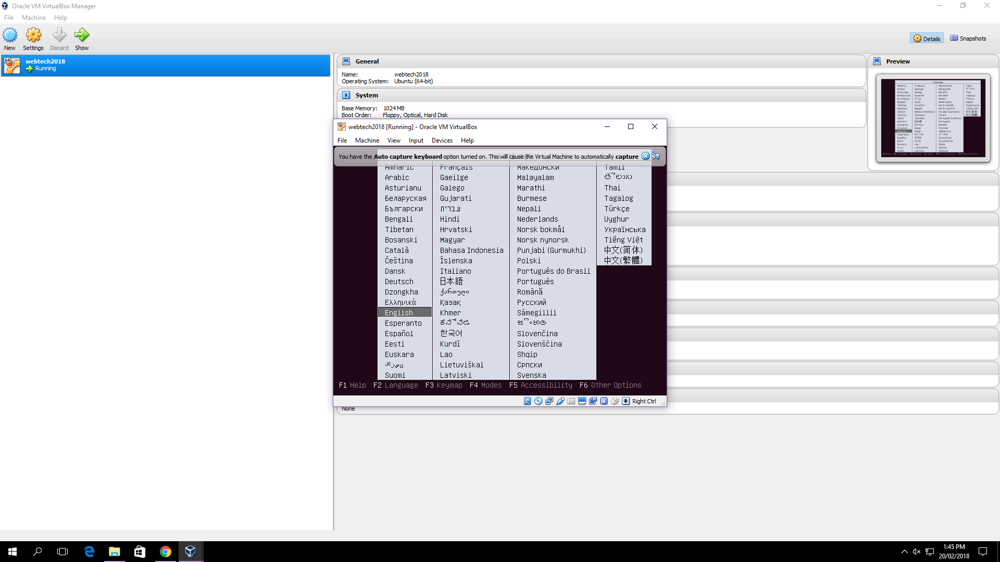 Oracle VM VirtualBox Manager
File Machine Help
New Settings Discard Show
Details Snapshots
webtech2018
Running
General
Name: webtech2018
Operating System: Ubuntu (64-bit)
System
Base Memory: 1024 MB
Boot Order: Floppy, Optical, Hard Disk
Preview
webtech2018 [Running] - Oracle VM VirtualBox
File Machine View Input Devices Help
You have the Auto capture keyboard option turned on. This will cause the Virtual Machine to automatically capture
Amharic Français Македонски Tamil
Arabic Gaeilge Malayalam
Asturianu Galego Marathi Thai
Беларуская Gujarati Burmese Tagalog
Български עברית Nepali Türkçe
Bengali Hindi Nederlands Uyghur
Tibetan Hrvatski Norsk bokmål Українська
Bosanski Magyar Norsk nynorsk Tiếng Việt
Català Bahasa Indonesia Punjabi (Gurmukhi) 中文(简体)
Čeština Íslenska Polski 中文(繁體)
Dansk Italiano Português do Brasil
Deutsch 日本語 Português
Dzongkha ქართული Română
Ελληνικά Қазақ Русский
English Khmer Sámegillii
Esperanto
Español 한국어 Slovenčina
Eesti Kurdî Slovenščina
Euskara Lao Shqip
Lietuviškai Српски
Suomi Latviski Svenska
F1 Help F2 Language F3 Keymap F4 Modes F5 Accessibility F6 Other Options
Right Ctrl
None
1:45 PM
20/02/2018